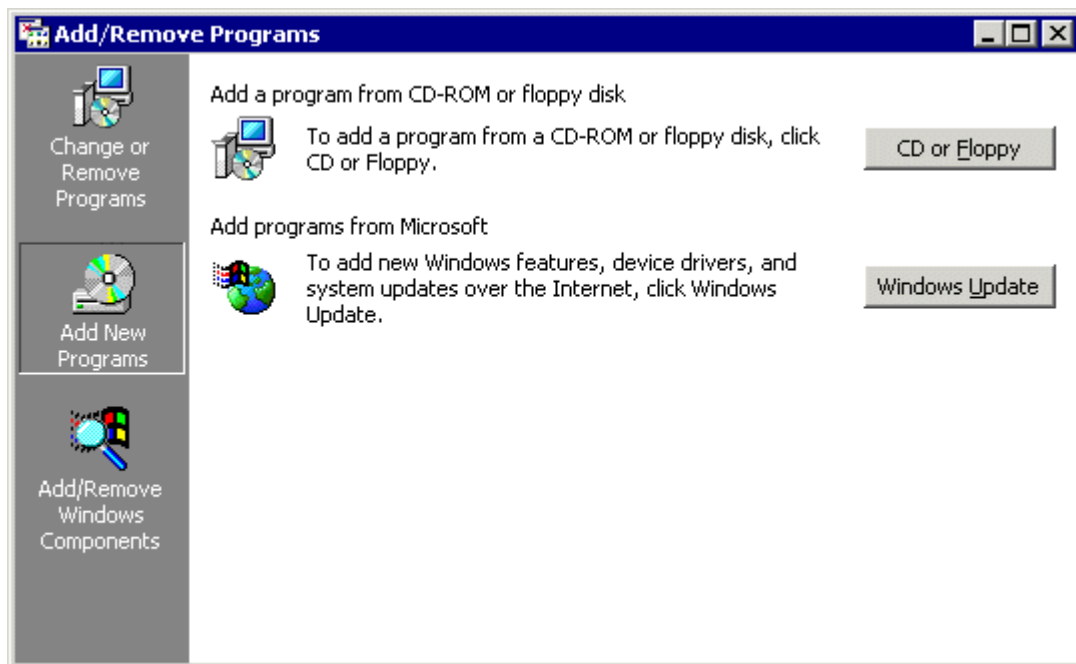 Add/Remove Programs
Change or
Remove
Programs
Add New
Programs
Add/Remove
Windows
Components
Add a program from CD-ROM or floppy disk
To add a program from a CD-ROM or floppy disk, click
CD or Floppy.
CD or Floppy
Add programs from Microsoft
To add new Windows features, device drivers, and
system updates over the Internet, click Windows
Update.
Windows Update